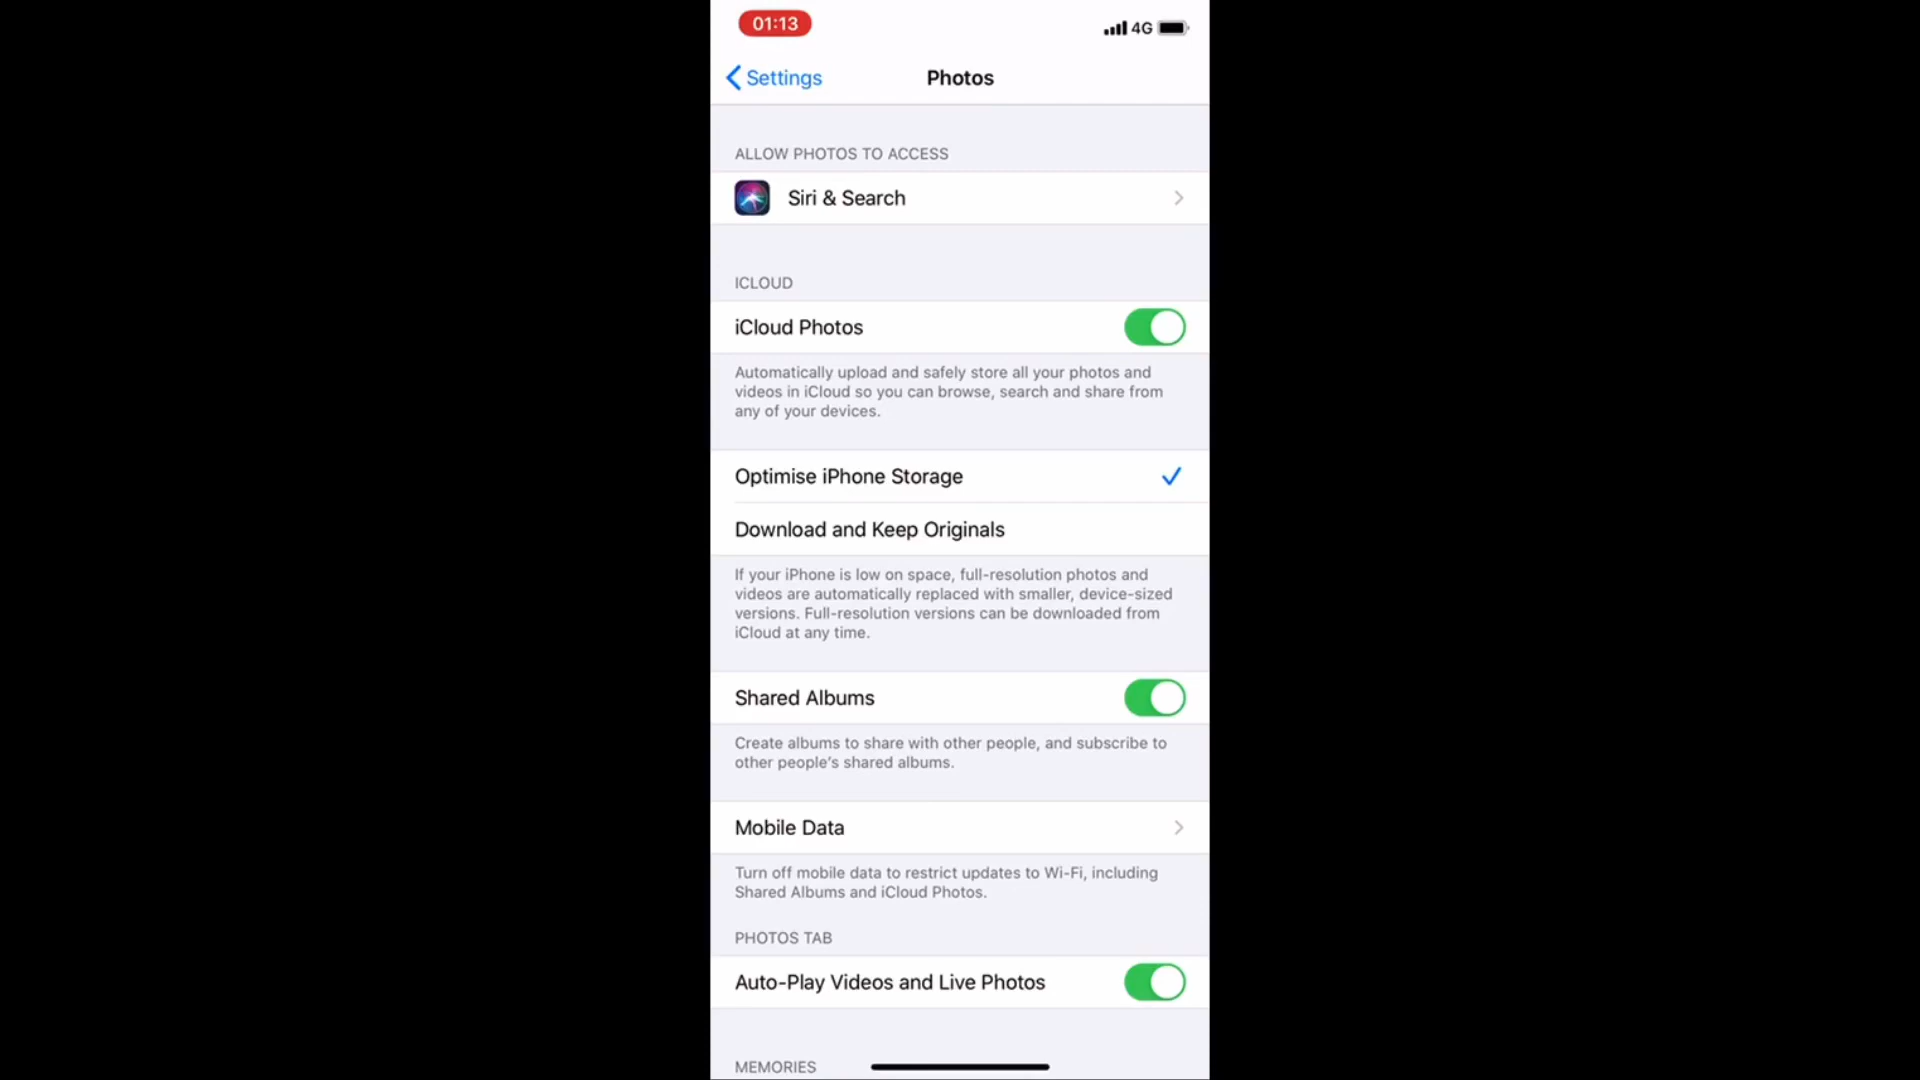 01:13
4G
Settings
Photos
ALLOW PHOTOS TO ACCESS
Siri & Search
ICLOUD
iCloud Photos
Automatically upload and safely store all your photos and
videos in iCloud so you can browse, search and share from
any of your devices.
Optimise iPhone Storage
Download and Keep Originals
If your iPhone is low on space, full-resolution photos and
videos are automatically replaced with smaller, device-sized
versions. Full-resolution versions can be downloaded from
iCloud at any time.
Shared Albums
Create albums to share with other people, and subscribe to
other people's shared albums.
Mobile Data
Turn off mobile data to restrict updates to Wi-Fi, including
Shared Albums and iCloud Photos.
PHOTOS TAB
Auto-Play Videos and Live Photos
MEMORIES